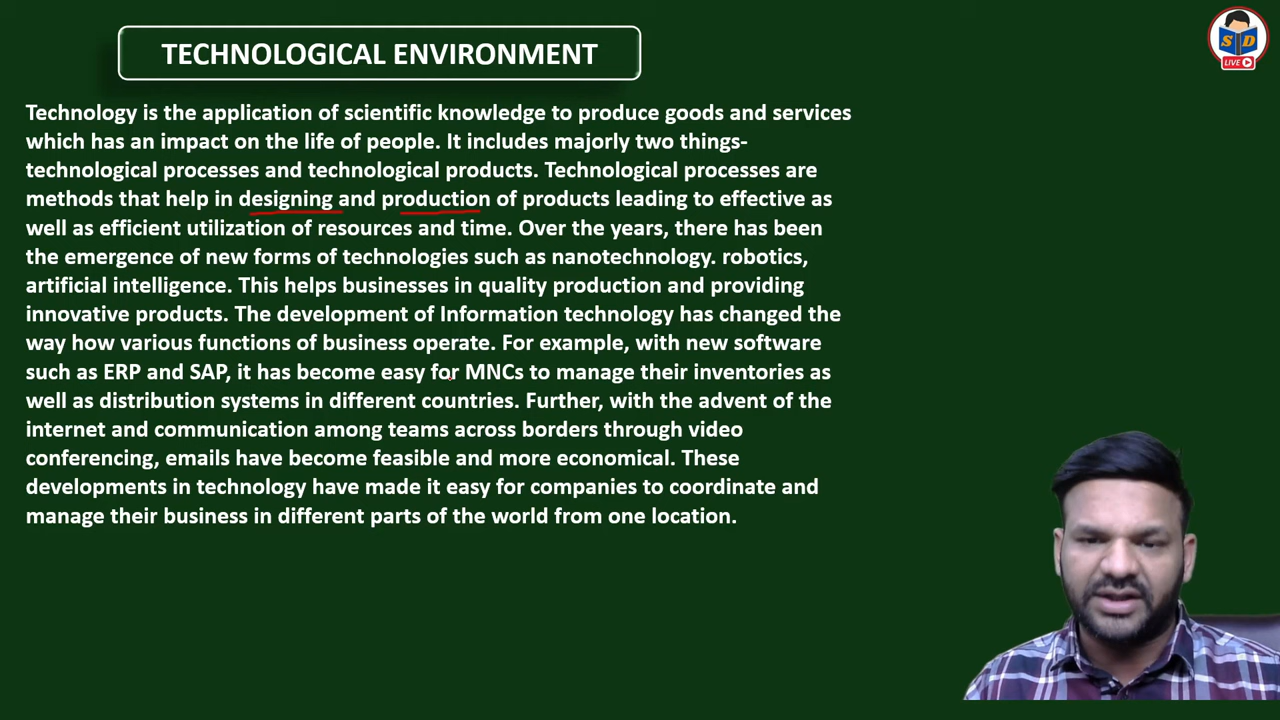 TECHNOLOGICAL ENVIRONMENT
S D
LIVE
Technology is the application of scientific knowledge to produce goods and services
which has an impact on the life of people. It includes majorly two things-
technological processes and technological products. Technological processes are
methods that help in designing and production of products leading to effective as
well as efficient utilization of resources and time. Over the years, there has been
the emergence of new forms of technologies such as nanotechnology. robotics,
artificial intelligence. This helps businesses in quality production and providing
innovative products. The development of Information technology has changed the
way how various functions of business operate. For example, with new software
such as ERP and SAP, it has become easy for MNCs to manage their inventories as
well as distribution systems in different countries. Further, with the advent of the
internet and communication among teams across borders through video
conferencing, emails have become feasible and more economical. These
developments in technology have made it easy for companies to coordinate and
manage their business in different parts of the world from one location.